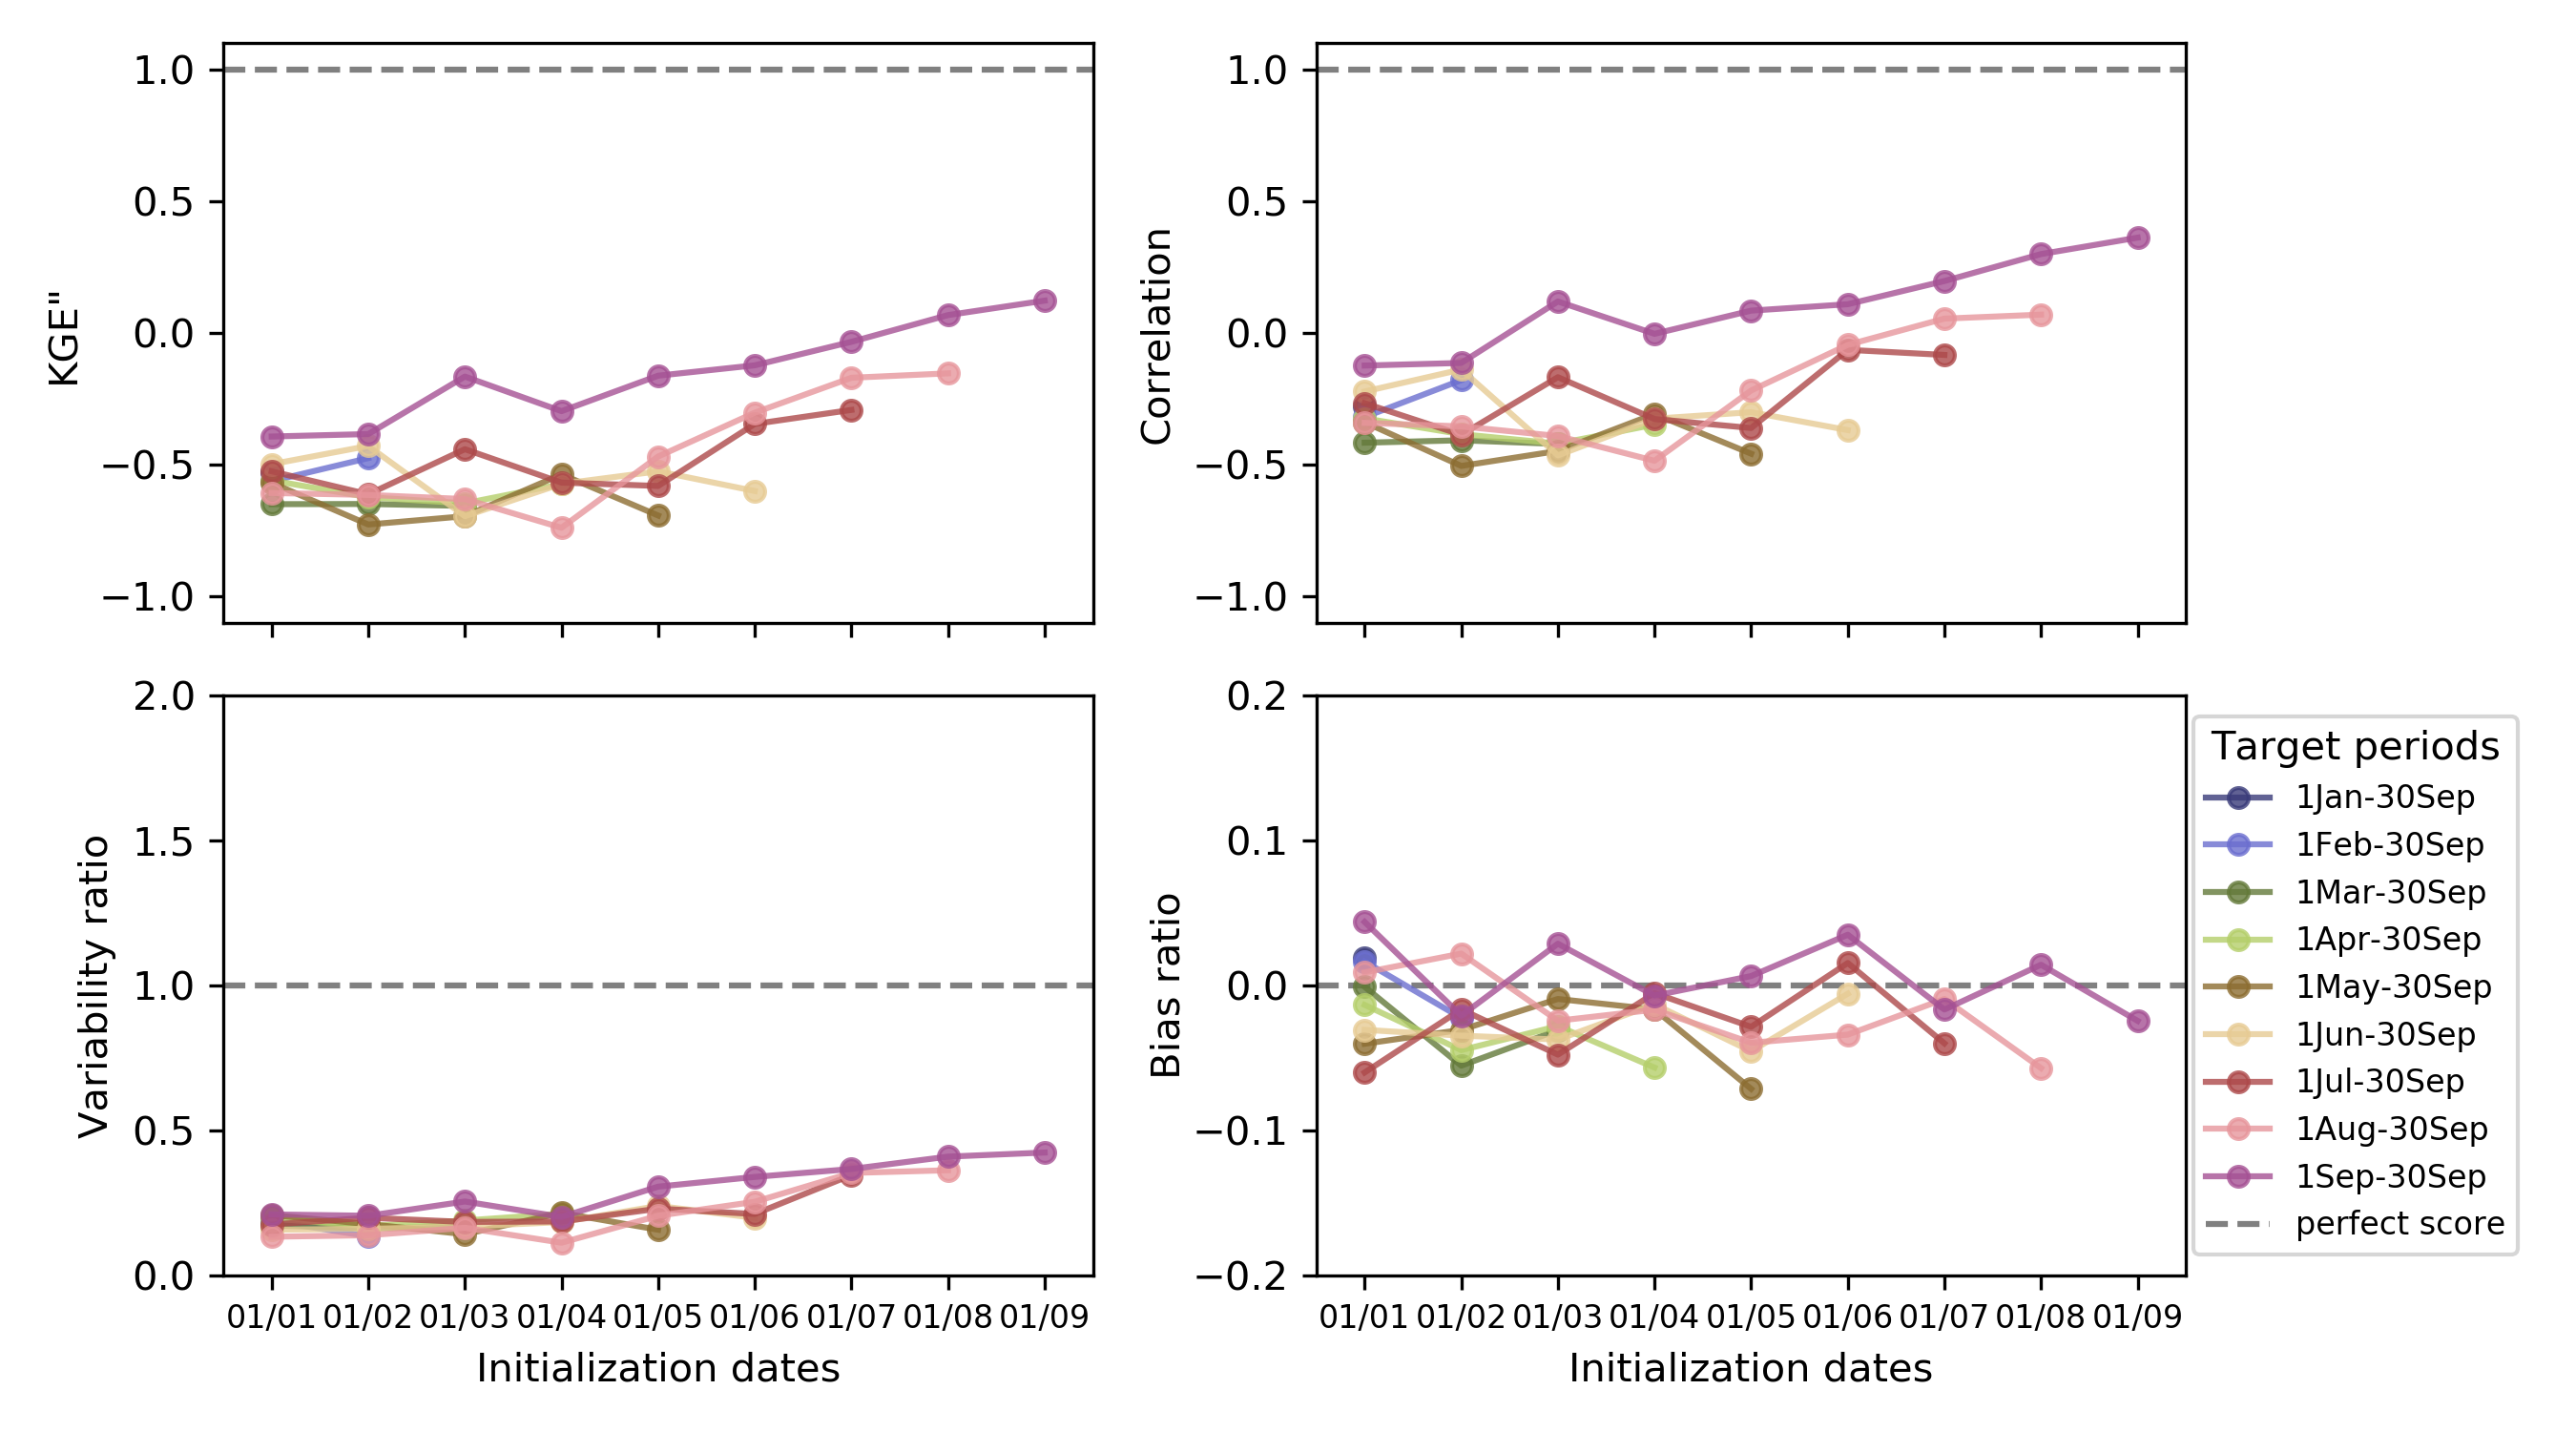 KGE"
1.0
0.5
0.0
−0.5
−1.0
Correlation
1.0
0.5
0.0
−0.5
−1.0
Variability ratio
2.0
1.5
1.0
0.5
0.0
01/01 01/02 01/03 01/04 01/05 01/06 01/07 01/08 01/09
Initialization dates
Bias ratio
0.2
0.1
0.0
−0.1
−0.2
01/01 01/02 01/03 01/04 01/05 01/06 01/07 01/08 01/09
Initialization dates
Target periods
1Jan-30Sep
1Feb-30Sep
1Mar-30Sep
1Apr-30Sep
1May-30Sep
1Jun-30Sep
1Jul-30Sep
1Aug-30Sep
1Sep-30Sep
perfect score